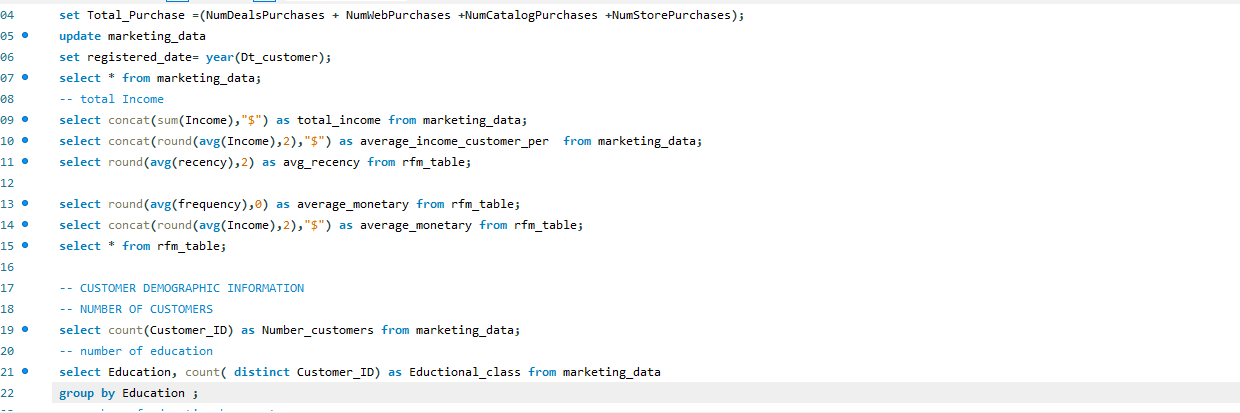 04 set Total_Purchase =(NumDealsPurchases + NumWebPurchases +NumCatalogPurchases +NumStorePurchases);
05 update marketing_data
06 set registered_date= year(Dt_customer);
07 select * from marketing_data;
08 -- total Income
09 select concat(sum(Income),"$") as total_income from marketing_data;
10 select concat(round(avg(Income),2),"$") as average_income_customer_per  from marketing_data;
11 select round(avg(recency),2) as avg_recency from rfm_table;
12
13 select round(avg(frequency),0) as average_monetary from rfm_table;
14 select concat(round(avg(Income),2),"$") as average_monetary from rfm_table;
15 select * from rfm_table;
16
17 -- CUSTOMER DEMOGRAPHIC INFORMATION
18 -- NUMBER OF CUSTOMERS
19 select count(Customer_ID) as Number_customers from marketing_data;
20 -- number of education
21 select Education, count( distinct Customer_ID) as Eductional_class from marketing_data
22 group by Education ;